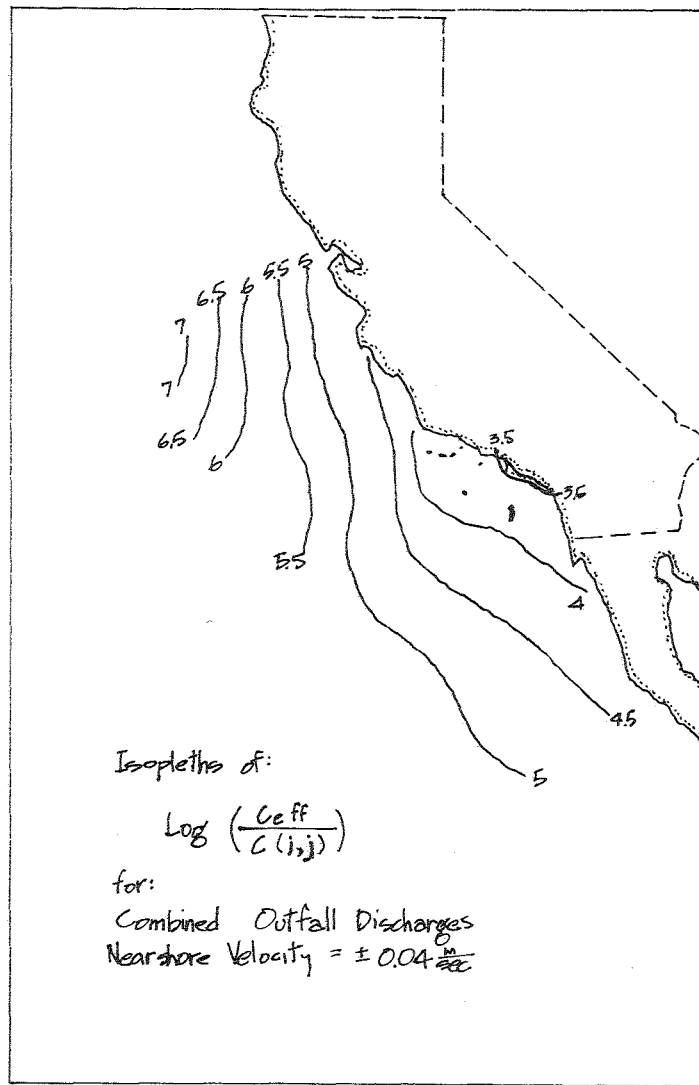 5.5 5
6.5 6
7
7
3.5
6.5
6
3.5
5.5
4
4.5
5
Isopleths of:
Log (Ceff / C(i,j))
for:
Combined Outfall Discharges
Nearshore Velocity = ± 0.04 m/sec